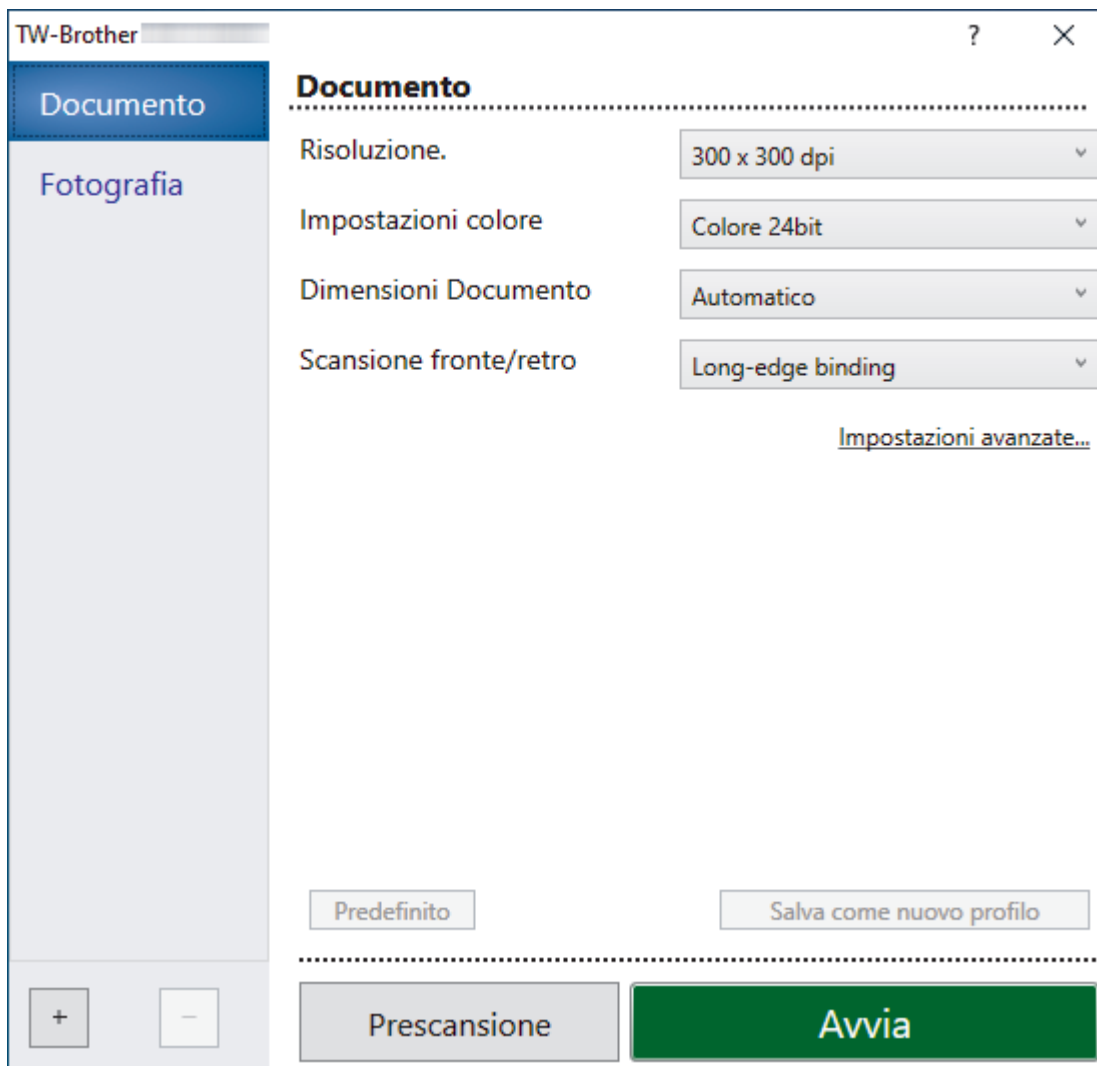 TW-Brother
?
Documento
Fotografia
Documento
Risoluzione.
300 x 300 dpi
Impostazioni colore
Colore 24bit
Dimensioni Documento
Automatico
Scansione fronte/retro
Long-edge binding
Impostazioni avanzate...
Predefinito
Salva come nuovo profilo
+
−
Prescansione
Avvia